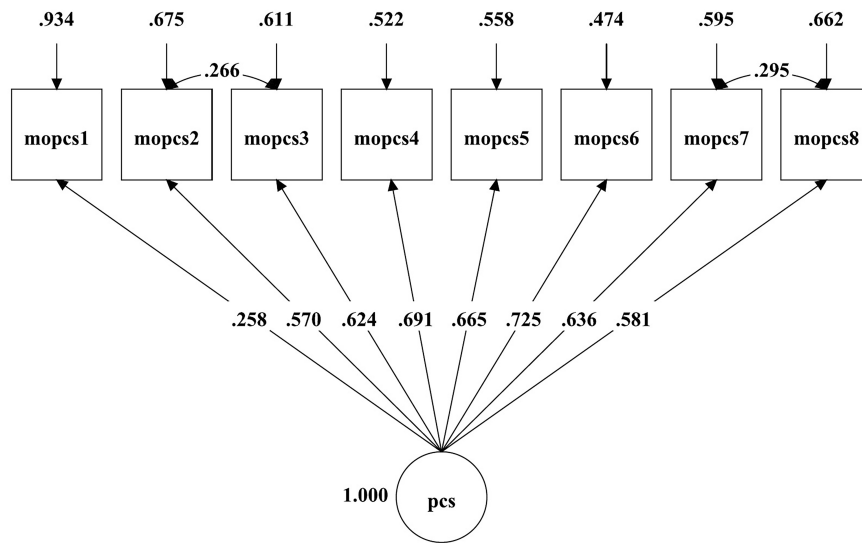 .934 .675 .611 .522 .558 .474 .595 .662
.266 .295
mopcs1 mopcs2 mopcs3 mopcs4 mopcs5 mopcs6 mopcs7 mopcs8
.258 .570 .624 .691 .665 .725 .636 .581
1.000 pcs